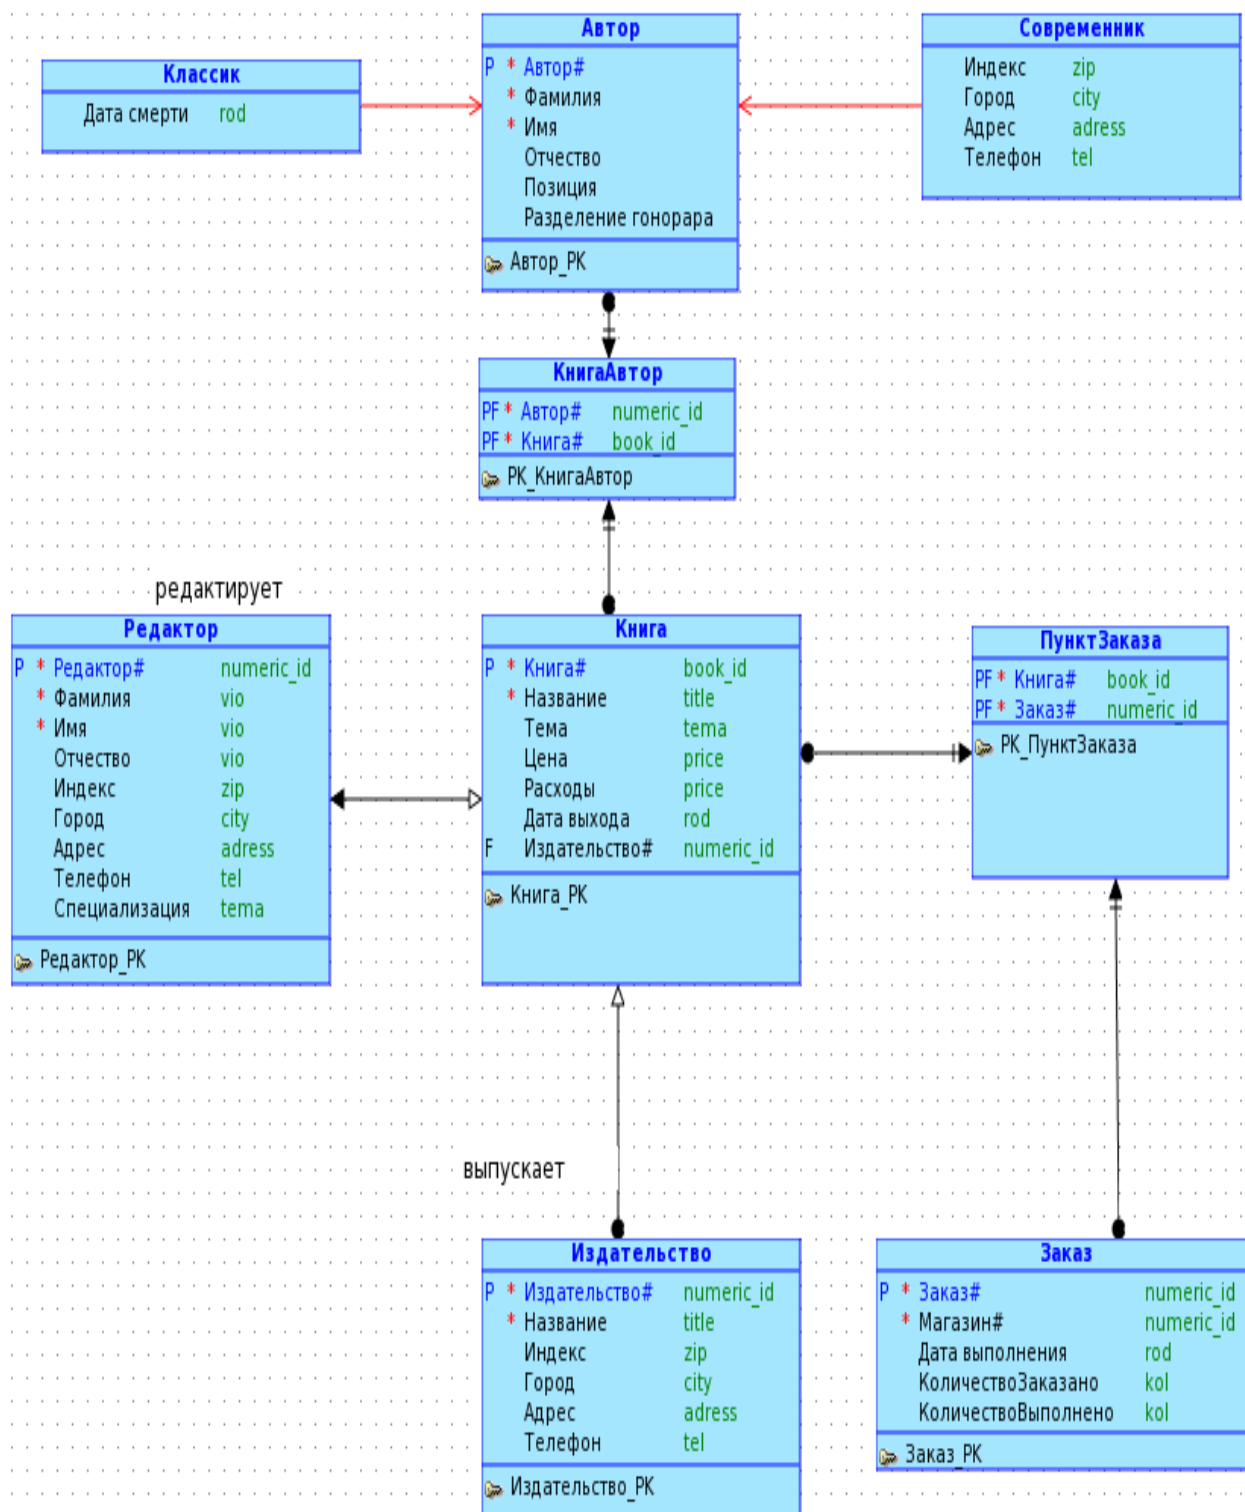 Автор
P * Автор#
* Фамилия
* Имя
Отчество
Позиция
Разделение гонорара
Автор_PK
Современник
Индекс zip
Город city
Адрес adress
Телефон tel
Классик
Дата смерти rod
КнигаАвтор
PF * Автор# numeric_id
PF * Книга# book_id
PK_КнигаАвтор
редактирует
Редактор
P * Редактор# numeric_id
* Фамилия vio
* Имя vio
Отчество vio
Индекс zip
Город city
Адрес adress
Телефон tel
Специализация tema
Редактор_PK
Книга
P * Книга# book_id
* Название title
Тема tema
Цена price
Расходы price
Дата выхода rod
F Издательство# numeric_id
Книга_PK
ПунктЗаказа
PF * Книга# book_id
PF * Заказ# numeric_id
PK_ПунктЗаказа
выпускает
Издательство
P * Издательство# numeric_id
* Название title
Индекс zip
Город city
Адрес adress
Телефон tel
Издательство_PK
Заказ
P * Заказ# numeric_id
* Магазин# numeric_id
Дата выполнения rod
КоличествоЗаказано kol
КоличествоВыполнено kol
Заказ_PK